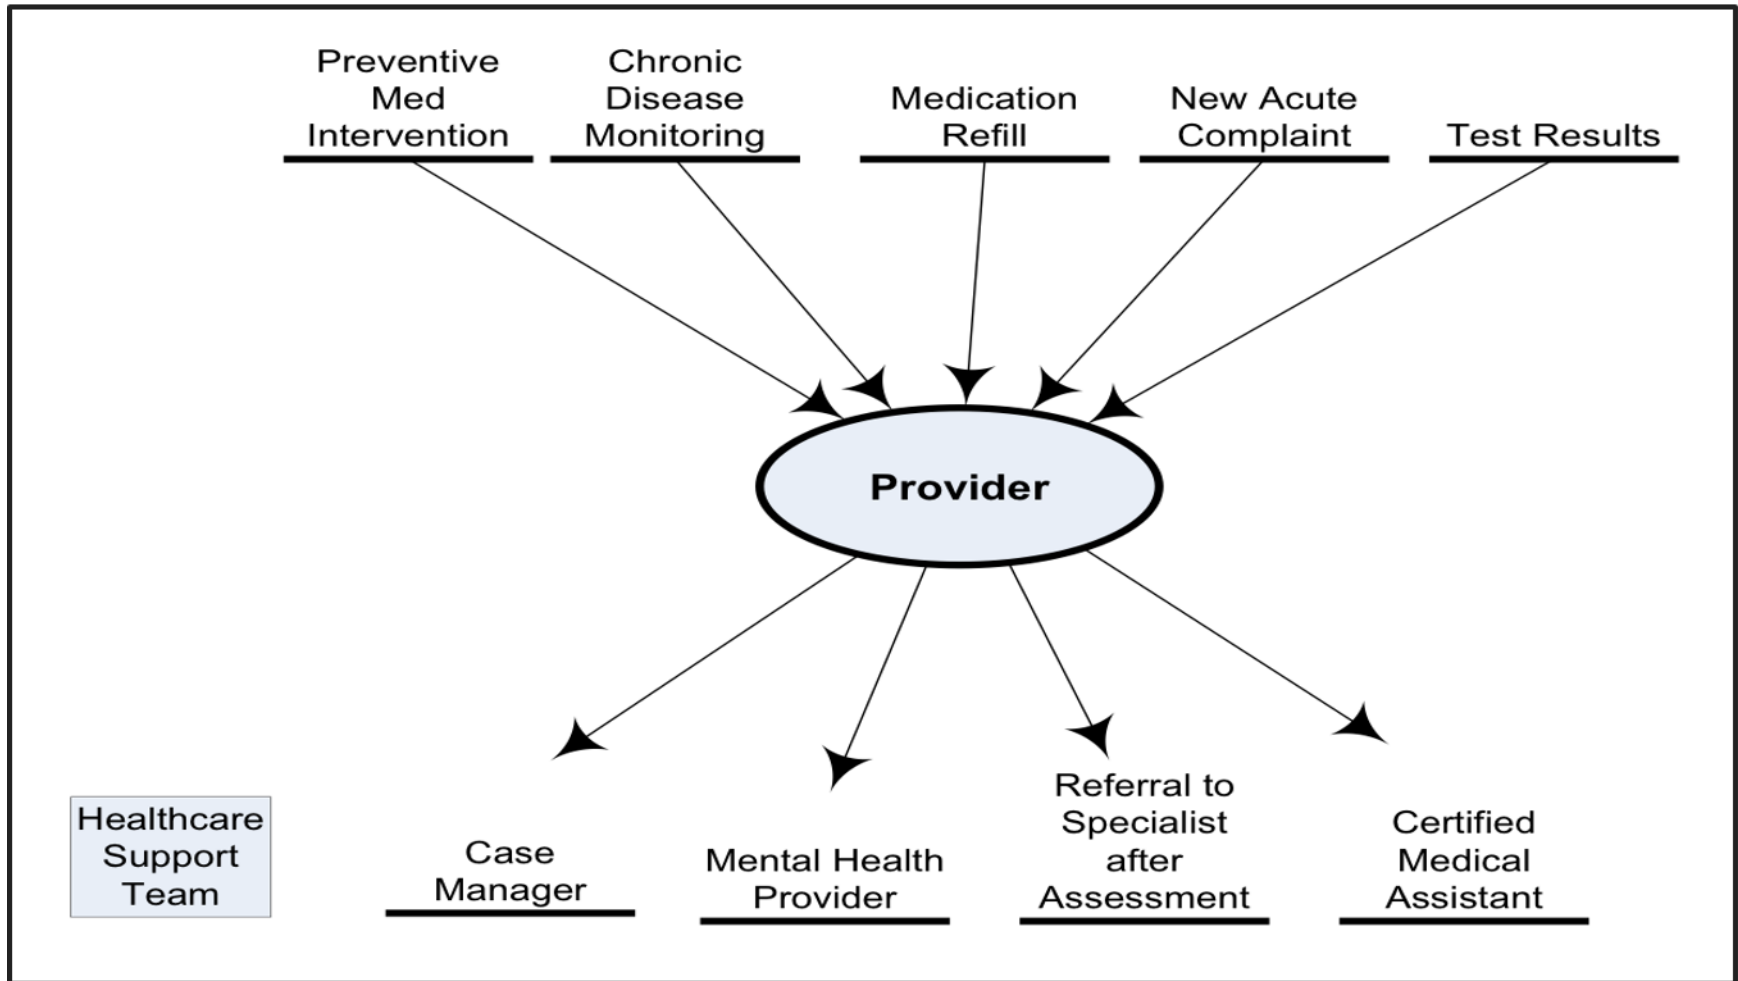 Preventive
Med
Intervention
Chronic
Disease
Monitoring
Medication
Refill
New Acute
Complaint
Test Results
Provider
Healthcare
Support
Team
Case
Manager
Mental Health
Provider
Referral to
Specialist
after
Assessment
Certified
Medical
Assistant